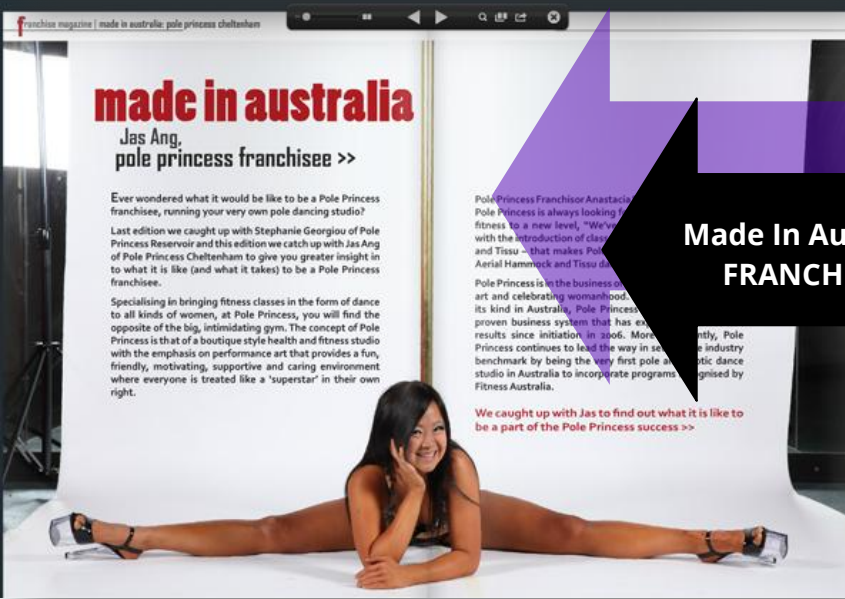 franchise magazine | made in australia: pole princess cheltenham
made in australia
Jas Ang,
pole princess franchisee >>
Ever wondered what it would be like to be a Pole Princess
franchisee, running your very own pole dancing studio?
Last edition we caught up with Stephanie Georgiou of Pole
Princess Reservoir and this edition we catch up with Jas Ang
of Pole Princess Cheltenham to give you greater insight in
to what it is like (and what it takes) to be a Pole Princess
franchisee.
Specialising in bringing fitness classes in the form of dance
to all kinds of women, at Pole Princess, you will find the
opposite of the big, intimidating gym. The concept of Pole
Princess is that of a boutique style health and fitness studio
with the emphasis on performance art that provides a fun,
friendly, motivating, supportive and caring environment
where everyone is treated like a 'superstar' in their own
right.
Pole Princess Franchisor Anastacia
Pole Princess is always looking
fitness to a new level, "We've
with the introduction of
and Tissu – that makes
Aerial Hammock and Tissu
Pole Princess is in the business of
art and celebrating womanhood.
its kind in Australia, Pole Princess
proven business system that has
results since initiation in 2006. Pole
Princess continues to lead the way in industry
benchmark by being the very first pole dance
studio in Australia to incorporate programs by
Fitness Australia.
We caught up with Jas to find out what it is like to
be a part of the Pole Princess success >>
Made In Au
FRANCH